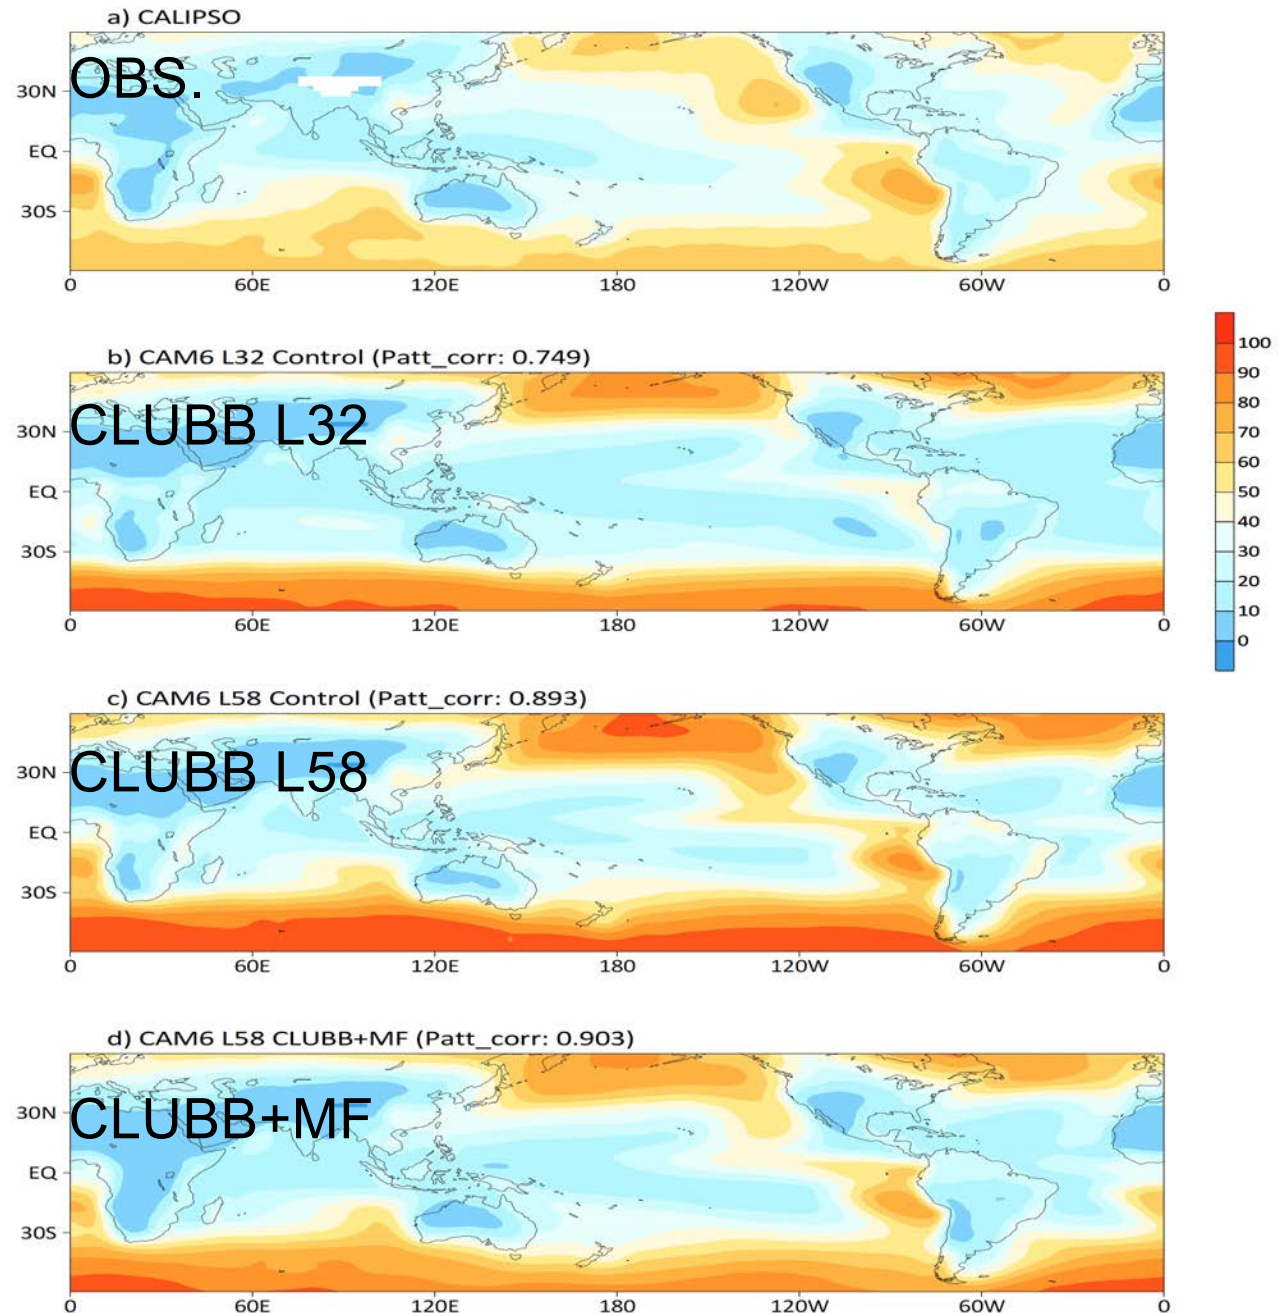 a) CALIPSO
OBS.
30N
EQ
30S
0 60E 120E 180 120W 60W 0
b) CAM6 L32 Control (Patt_corr: 0.749)
CLUBB L32
30N
EQ
30S
0 60E 120E 180 120W 60W 0
100
90
80
70
60
50
40
30
20
10
0
c) CAM6 L58 Control (Patt_corr: 0.893)
CLUBB L58
30N
EQ
30S
0 60E 120E 180 120W 60W 0
d) CAM6 L58 CLUBB+MF (Patt_corr: 0.903)
CLUBB+MF
30N
EQ
30S
0 60E 120E 180 120W 60W 0